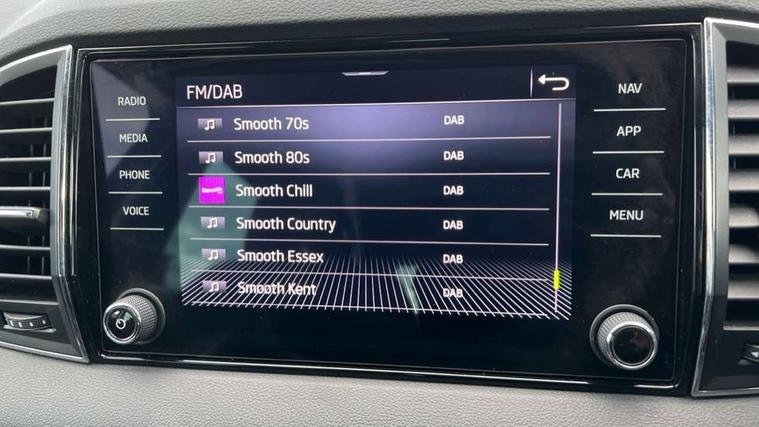 FM/DAB
RADIO
MEDIA
PHONE
VOICE
Smooth 70s DAB
Smooth 80s DAB
Smooth Chill DAB
Smooth Country DAB
Smooth Essex DAB
Smooth Kent DAB
NAV
APP
CAR
MENU